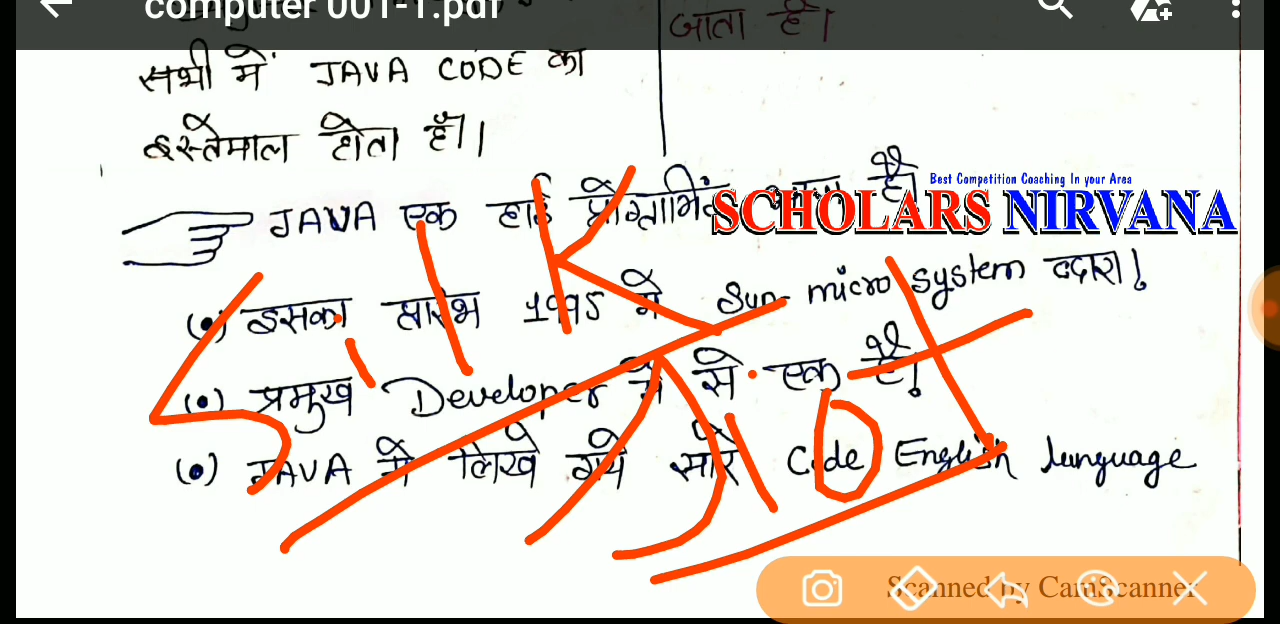 computer 001-1.pdf
जाता है।
सभी में JAVA CODE का
इस्तेमाल होता हैं।
JAVA एक हाई प्रोग्रामिंग भाषा है।
Best Competition Coaching In your Area
SCHOLARS NIRVANA
(•) इसका प्रारंभ 1995 में Sun micro system द्वारा।
(•) प्रमुख Developer में से एक है।
(•) JAVA में लिखे गये सारे Code English language
Scanned by CamScanner